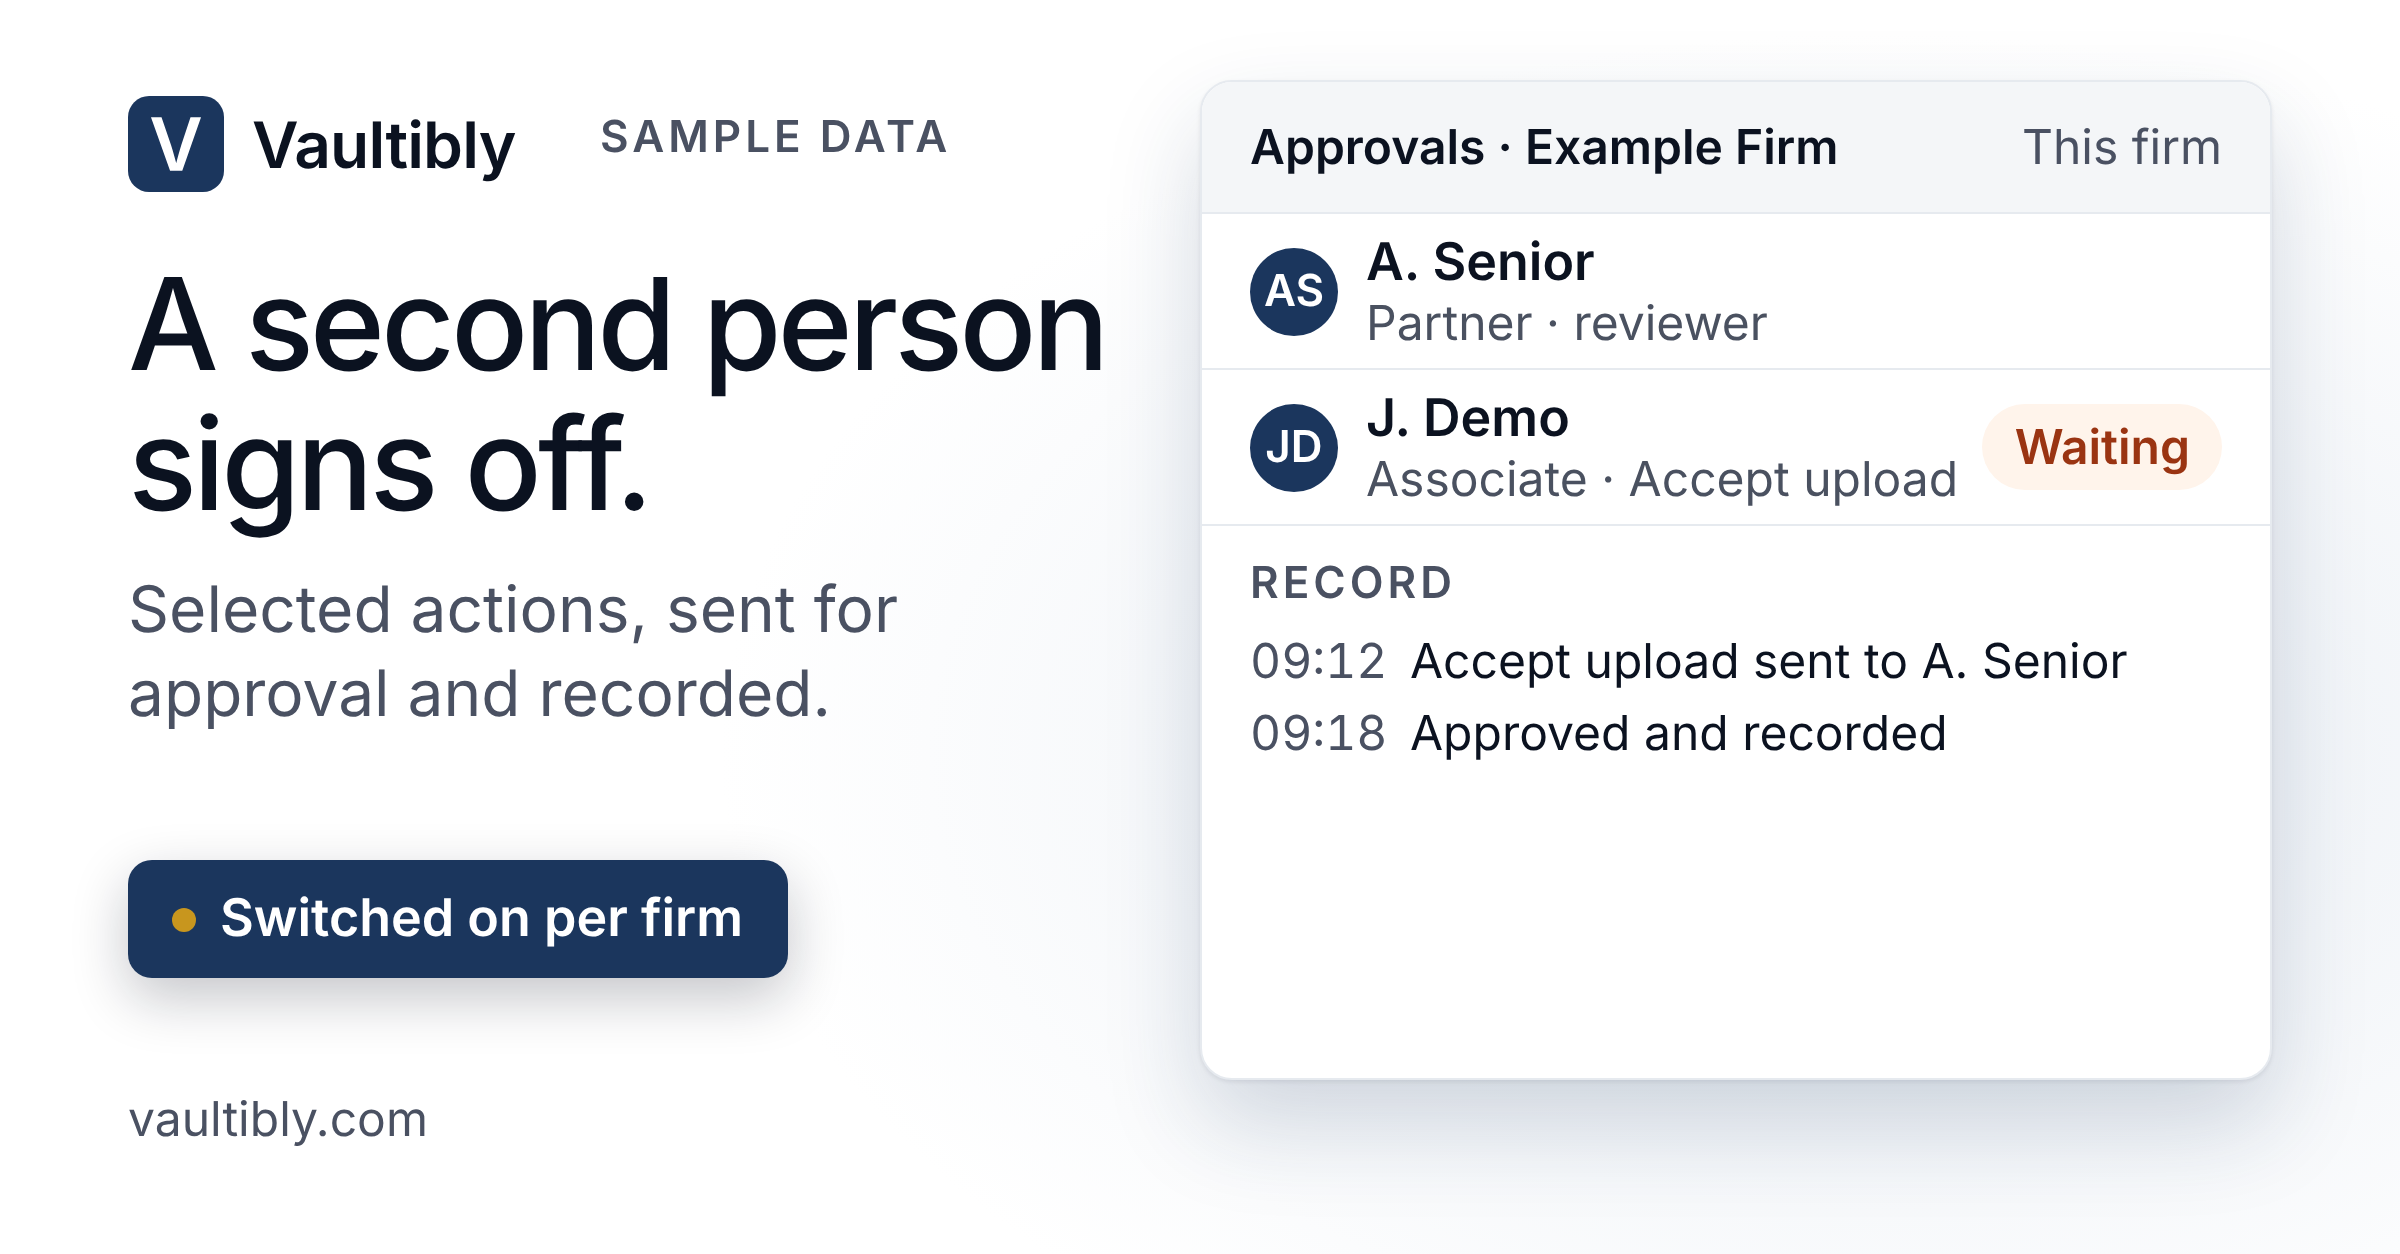 V Vaultibly SAMPLE DATA
A second person
signs off.
Selected actions, sent for
approval and recorded.
Switched on per firm
vaultibly.com
Approvals · Example Firm This firm
AS A. Senior
Partner · reviewer
JD J. Demo
Associate · Accept upload Waiting
RECORD
09:12 Accept upload sent to A. Senior
09:18 Approved and recorded